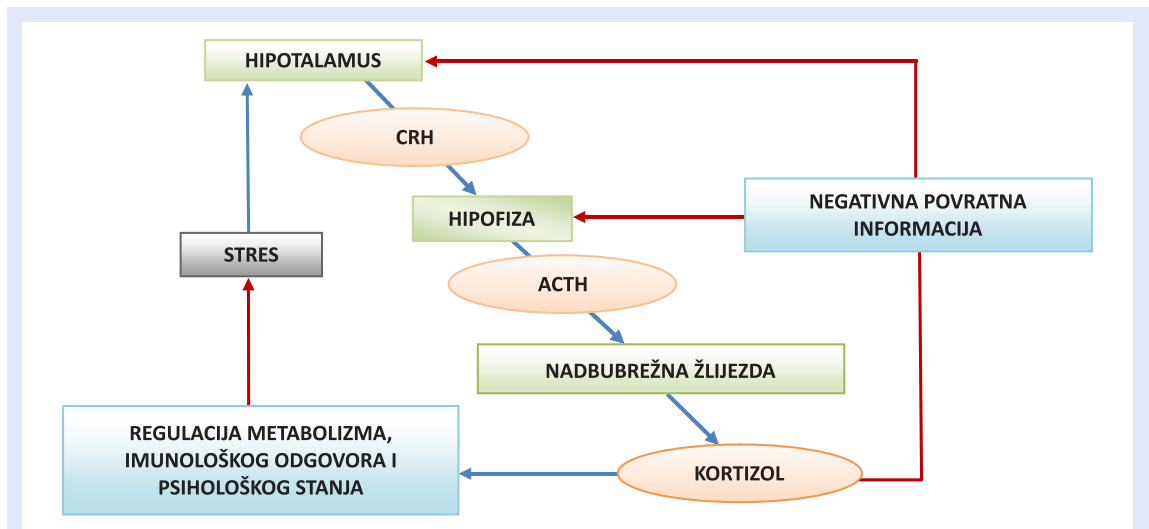 HIPOTALAMUS
CRH
HIPOFIZA
NEGATIVNA POVRATNA
INFORMACIJA
STRES
ACTH
NADBUBREŽNA ŽLIJEZDA
REGULACIJA METABOLIZMA,
IMUNOLOŠKOG ODGOVORA I
PSIHOLOŠKOG STANJA
KORTIZOL